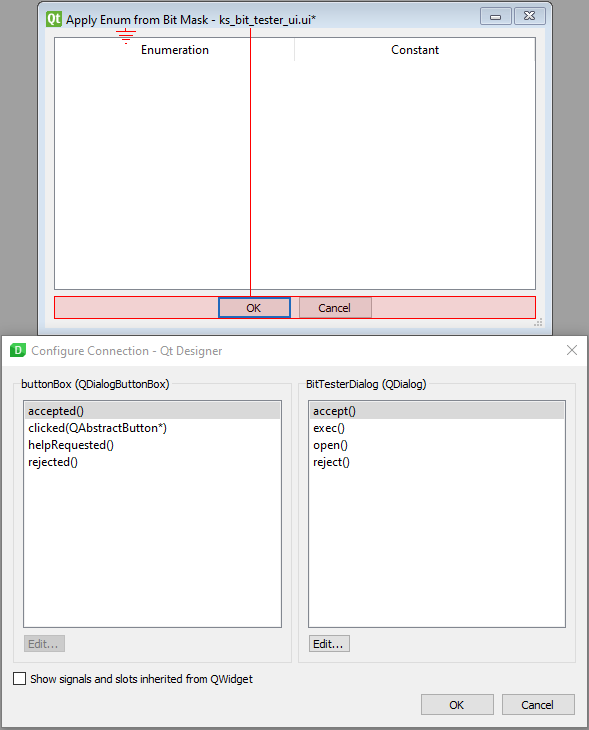 Qt Apply Enum from Bit Mask - ks_bit_tester_ui.ui*
Enumeration Constant
OK Cancel
D Configure Connection - Qt Designer
buttonBox (QDialogButtonBox) BitTesterDialog (QDialog)
accepted() accept()
clicked(QAbstractButton*) exec()
helpRequested() open()
rejected() reject()
Edit... Edit...
Show signals and slots inherited from QWidget
OK Cancel